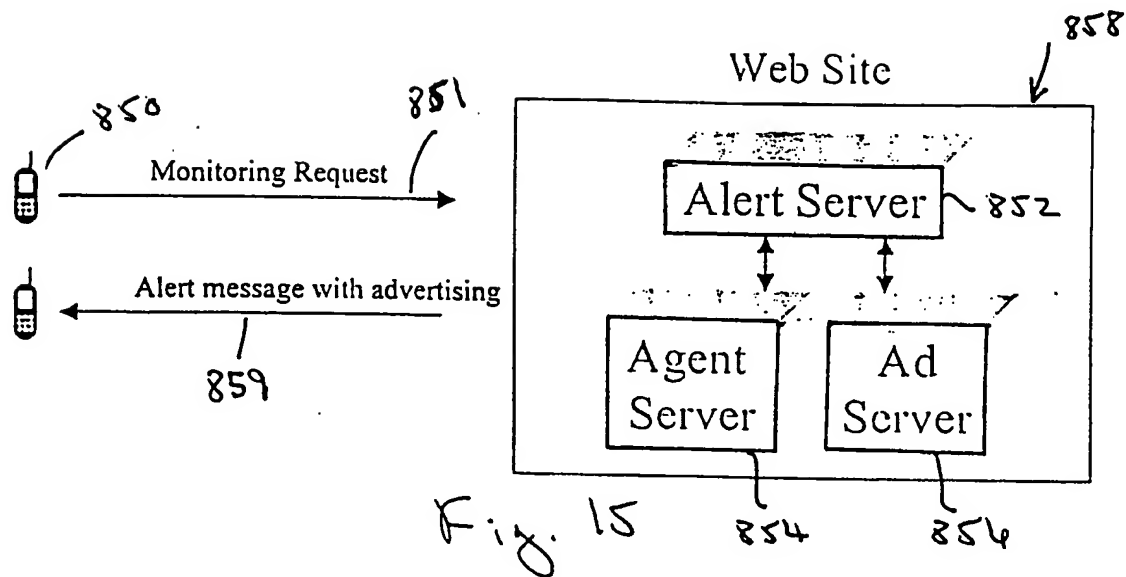 858
Web Site
850
851
Monitoring Request
Alert Server
852
Alert message with advertising
859
Agent
Server
Ad
Server
854
856
Fig. 15